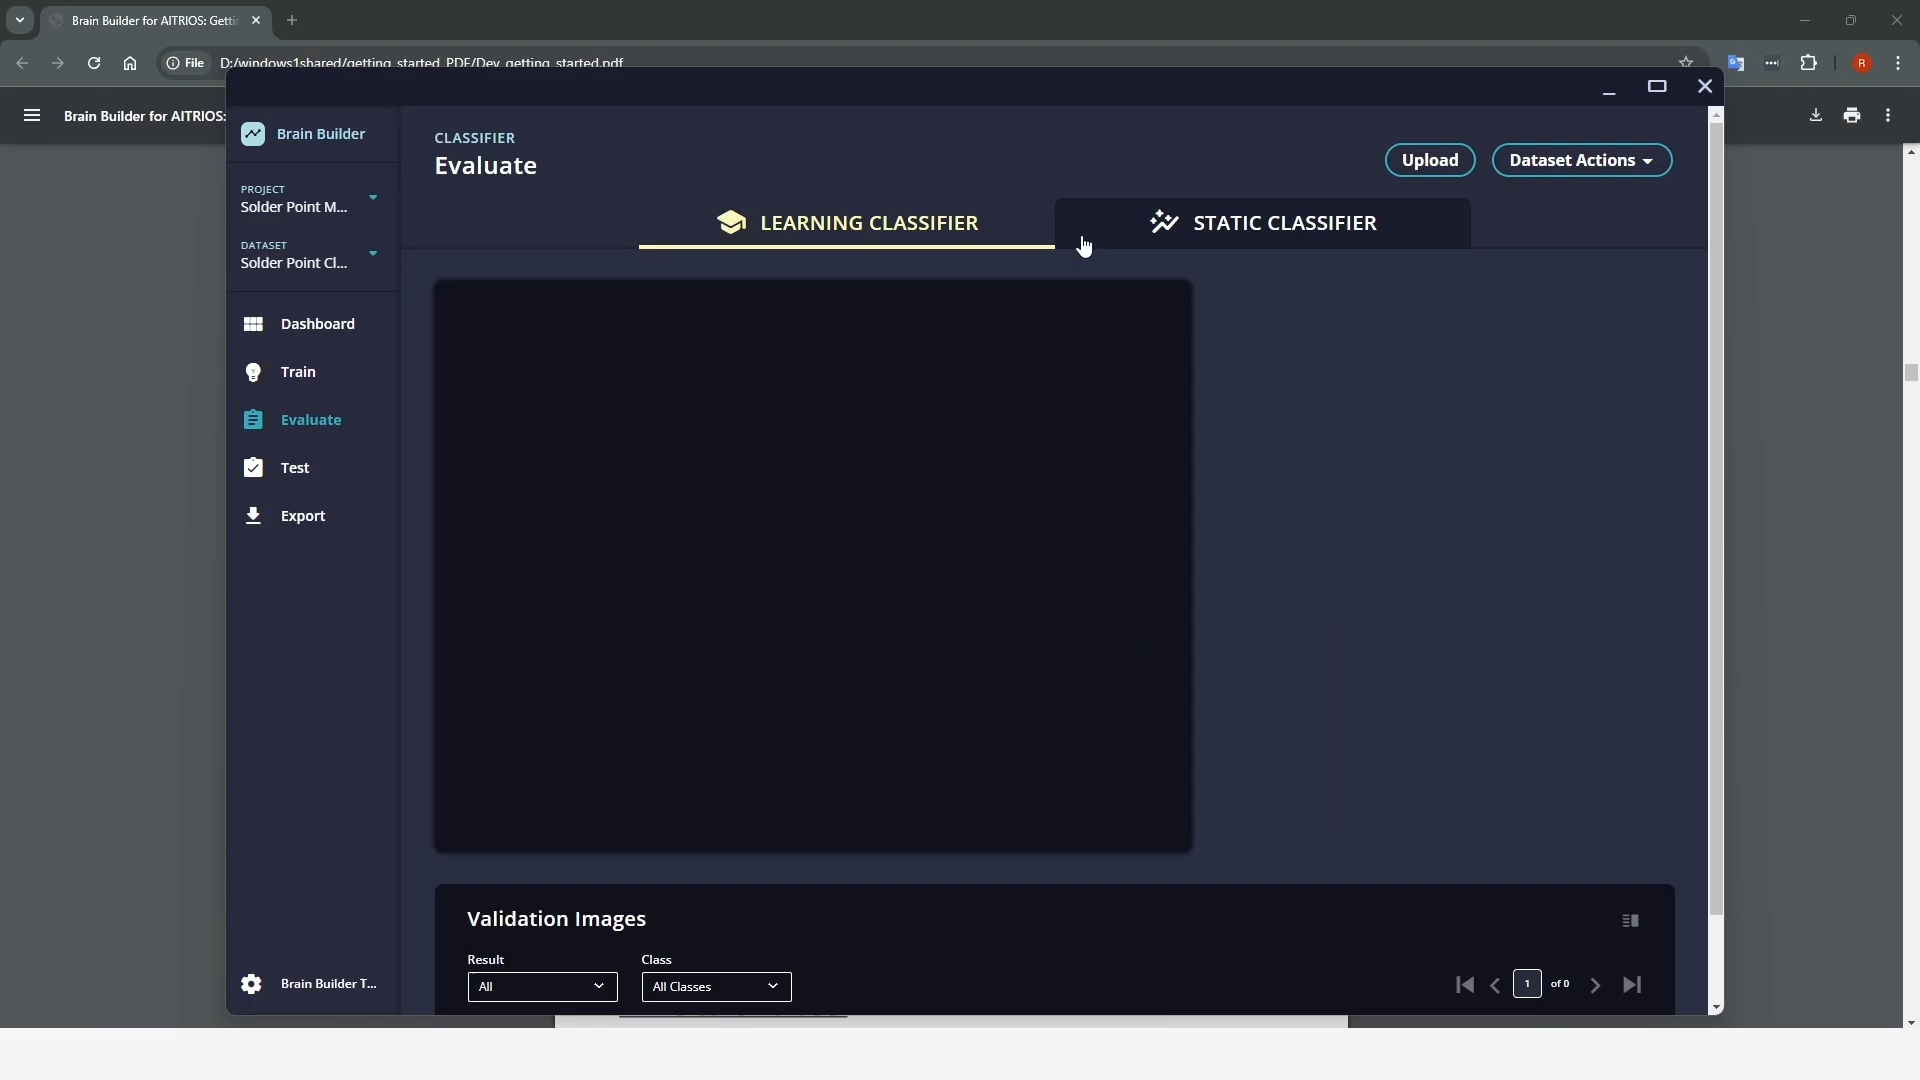 Brain Builder for AITRIOS: Getti
File
D:/windows1shared/getting_started_PDF/Dev_getting_started.pdf
R
Brain Builder for AITRIOS:
Brain Builder
PROJECT
Solder Point M...
DATASET
Solder Point Cl...
Dashboard
Train
Evaluate
Test
Export
Brain Builder T...
CLASSIFIER
Evaluate
Upload
Dataset Actions
LEARNING CLASSIFIER
STATIC CLASSIFIER
Validation Images
Result
Class
All
All Classes
1 of 0